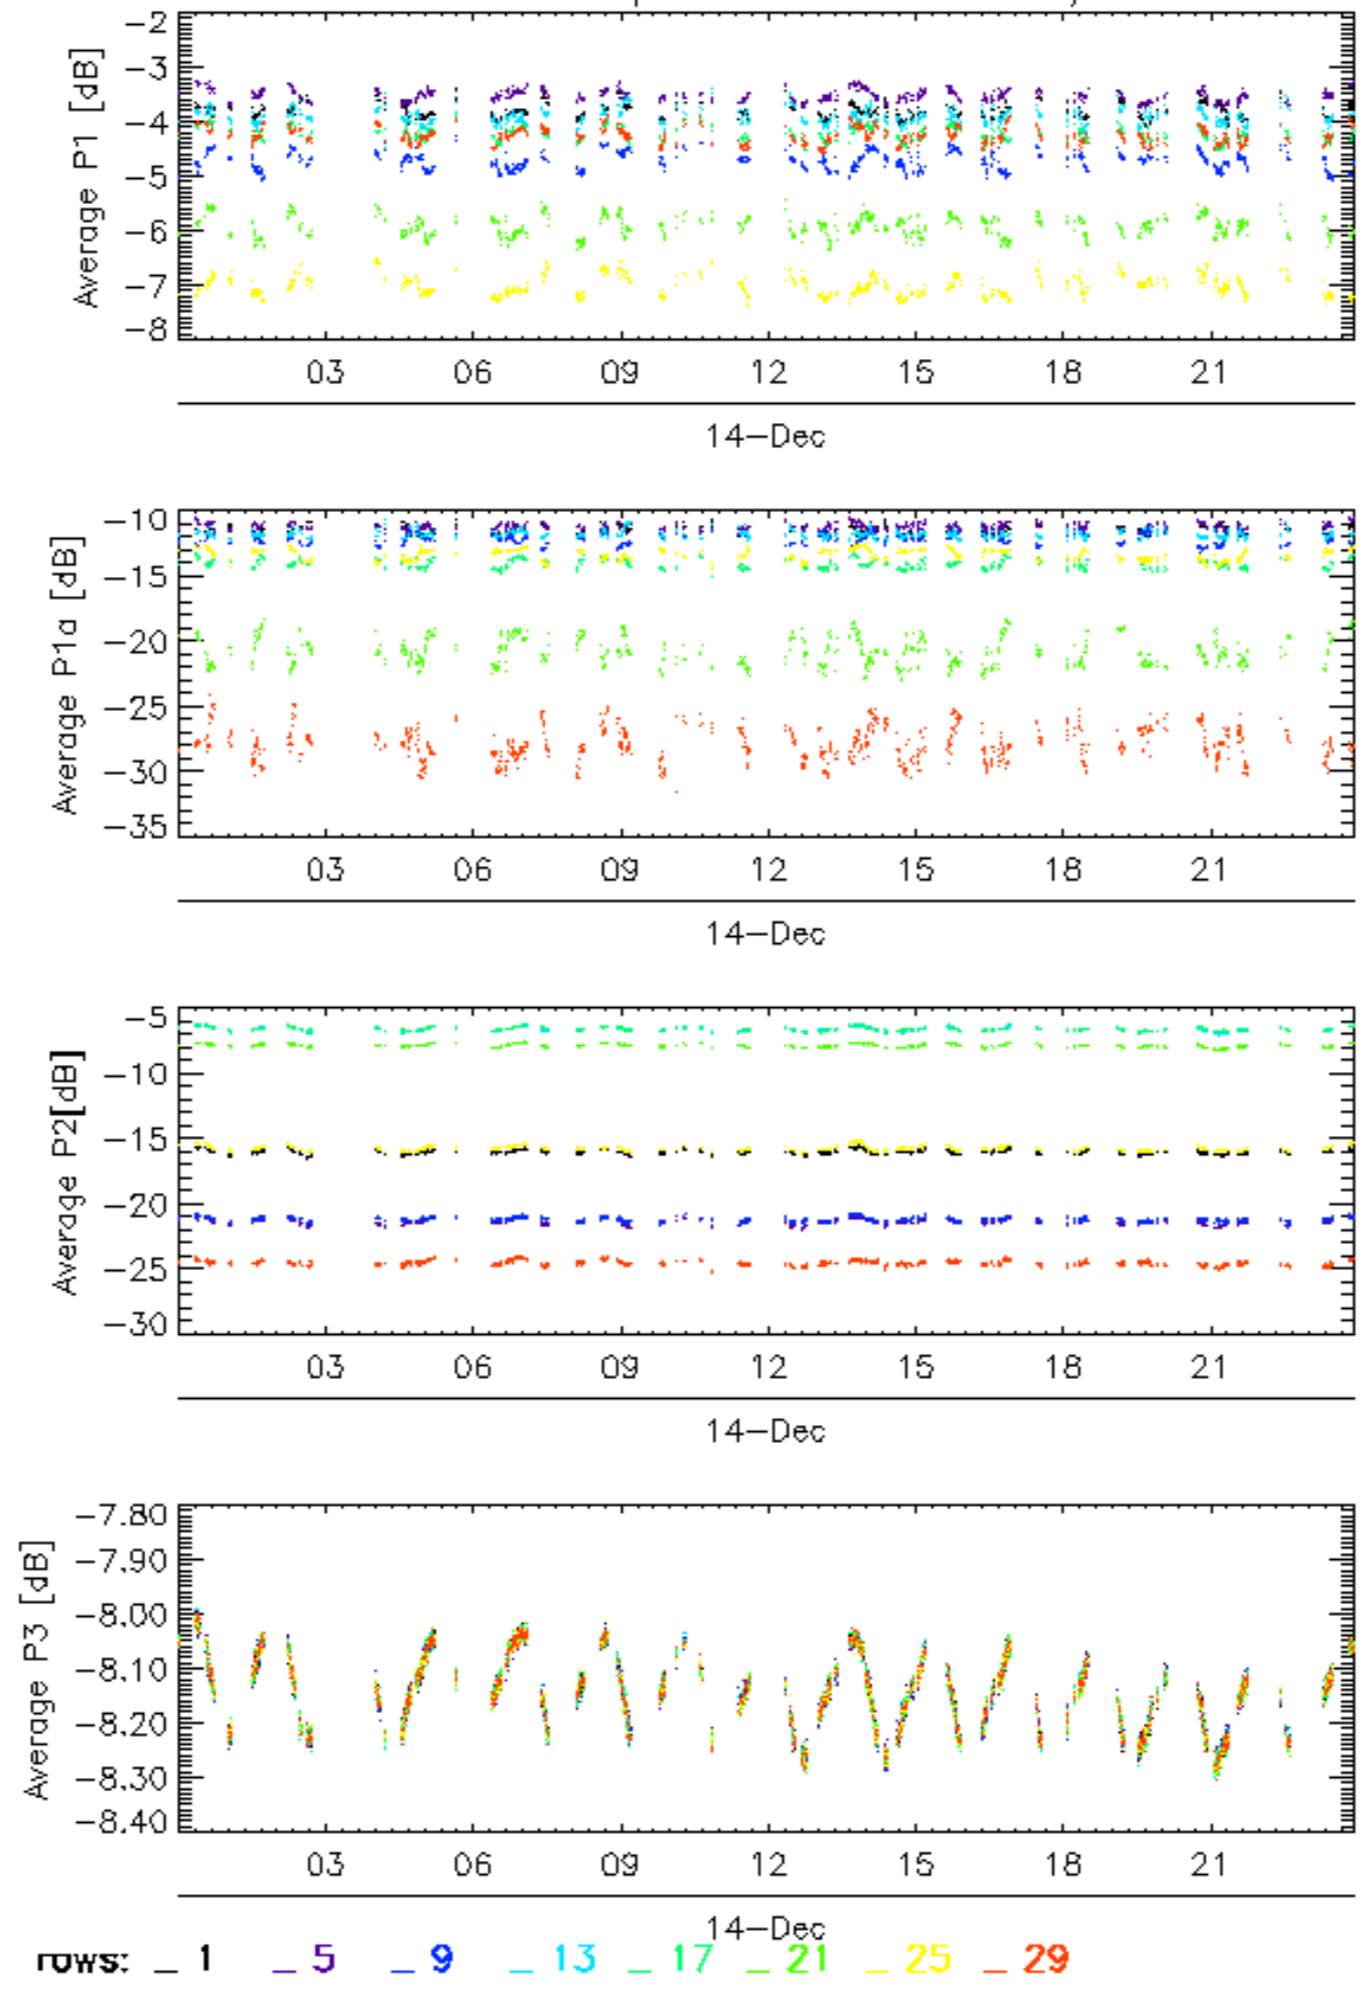 Average P1 [dB]
-2
-3
-4
-5
-6
-7
-8
03 06 09 12 15 18 21
14-Dec
Average P1a [dB]
-10
-15
-20
-25
-30
-35
03 06 09 12 15 18 21
14-Dec
Average P2[dB]
-5
-10
-15
-20
-25
-30
03 06 09 12 15 18 21
14-Dec
Average P3 [dB]
-7.80
-7.90
-8.00
-8.10
-8.20
-8.30
-8.40
03 06 09 12 15 18 21
14-Dec
rows: _ 1 _ 5 _ 9 _ 13 _ 17 _ 21 _ 25 _ 29